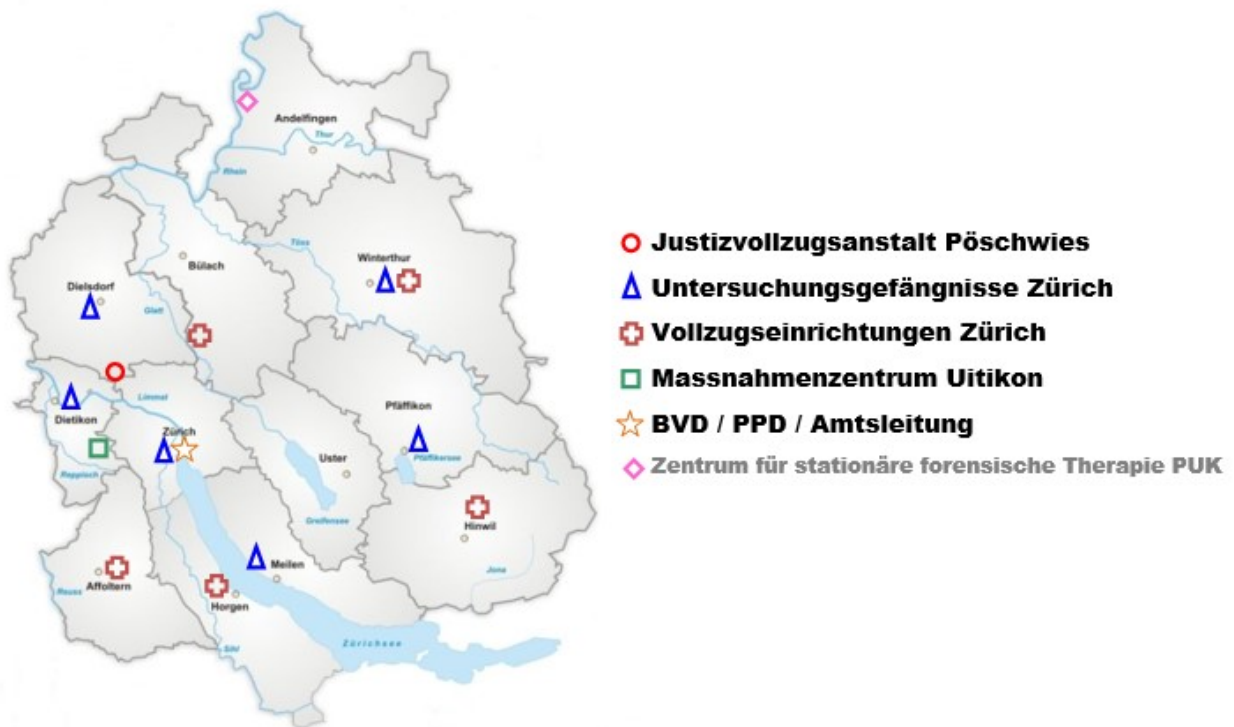 Andelfingen
Thur
Rhein
Töss
Winterthur
Bülach
Dielsdorf
Glatt
Limmat
Dietikon
Zürich
Reppisch
Pfäffikon
Pfäffikersee
Uster
Greifensee
Hinwil
Jona
Meilen
Affoltern
Reuss
Horgen
Sihl
Zürichsee
Justizvollzugsanstalt Pöschwies
Untersuchungsgefängnisse Zürich
Vollzugseinrichtungen Zürich
Massnahmenzentrum Uitikon
BVD / PPD / Amtsleitung
Zentrum für stationäre forensische Therapie PUK